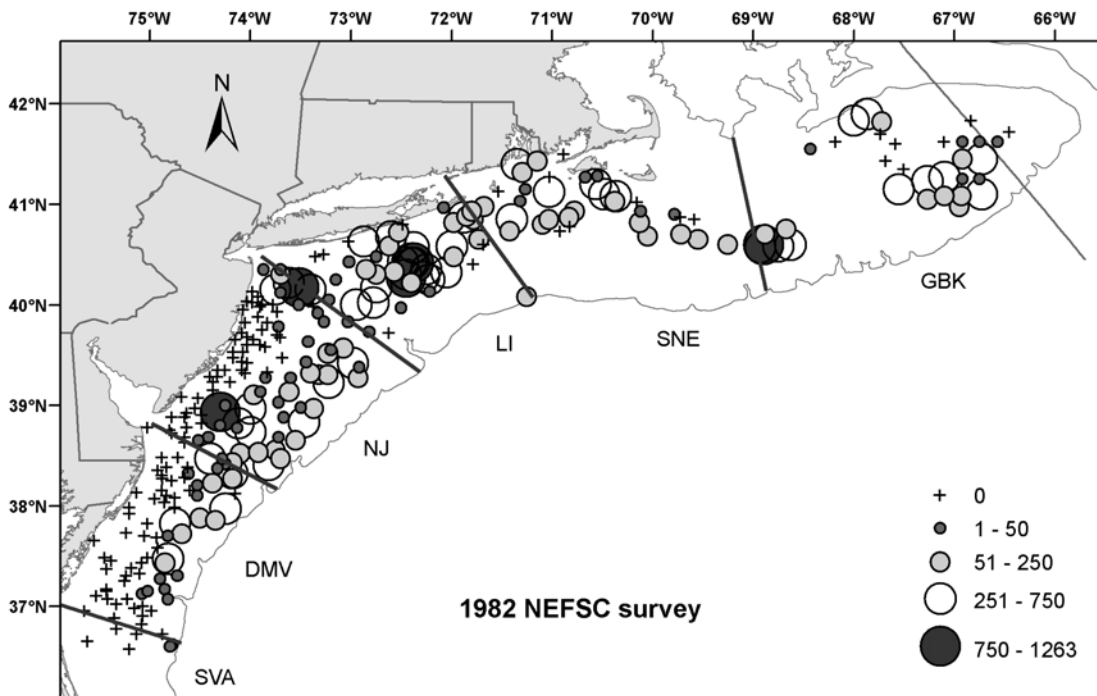 75°W 74°W 73°W 72°W 71°W 70°W 69°W 68°W 67°W 66°W
N
42°N
41°N
40°N
39°N
38°N
37°N
GBK
SNE
LI
NJ
DMV
SVA
1982 NEFSC survey
0
1 - 50
51 - 250
251 - 750
750 - 1263